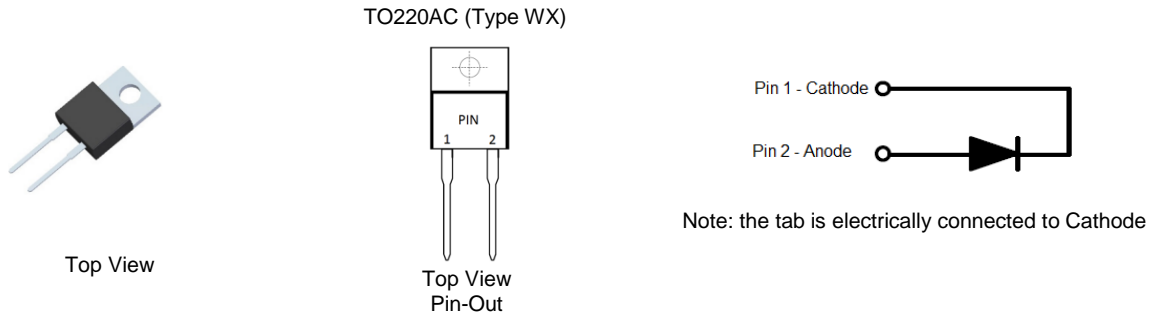 TO220AC (Type WX)
PIN
1 2
Top View
Top View
Pin-Out
Pin 1 - Cathode
Pin 2 - Anode
Note: the tab is electrically connected to Cathode